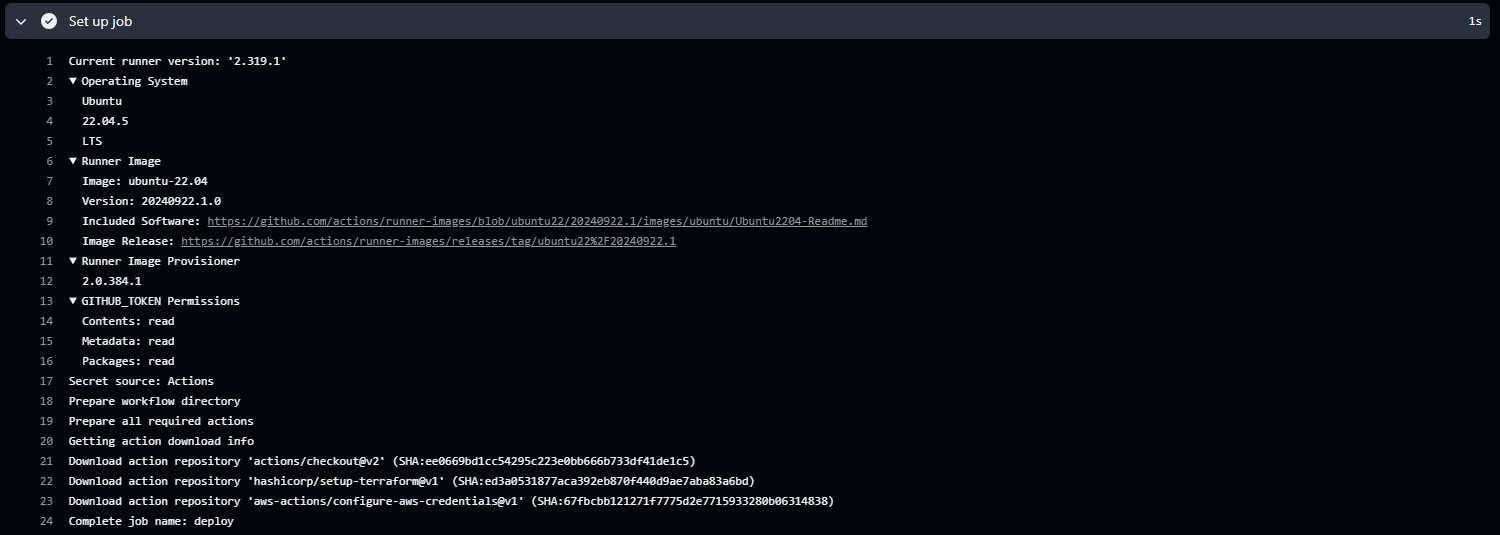 Set up job 1s
1 Current runner version: '2.319.1'
2 ▼ Operating System
3 Ubuntu
4 22.04.5
5 LTS
6 ▼ Runner Image
7 Image: ubuntu-22.04
8 Version: 20240922.1.0
9 Included Software: https://github.com/actions/runner-images/blob/ubuntu22/20240922.1/images/ubuntu/Ubuntu2204-Readme.md
10 Image Release: https://github.com/actions/runner-images/releases/tag/ubuntu22%2F20240922.1
11 ▼ Runner Image Provisioner
12 2.0.384.1
13 ▼ GITHUB_TOKEN Permissions
14 Contents: read
15 Metadata: read
16 Packages: read
17 Secret source: Actions
18 Prepare workflow directory
19 Prepare all required actions
20 Getting action download info
21 Download action repository 'actions/checkout@v2' (SHA:ee0669bd1cc54295c223e0bb666b733df41de1c5)
22 Download action repository 'hashicorp/setup-terraform@v1' (SHA:ed3a0531877aca392eb870f440d9ae7aba83a6bd)
23 Download action repository 'aws-actions/configure-aws-credentials@v1' (SHA:67fbcbb121271f7775d2e7715933280b06314838)
24 Complete job name: deploy